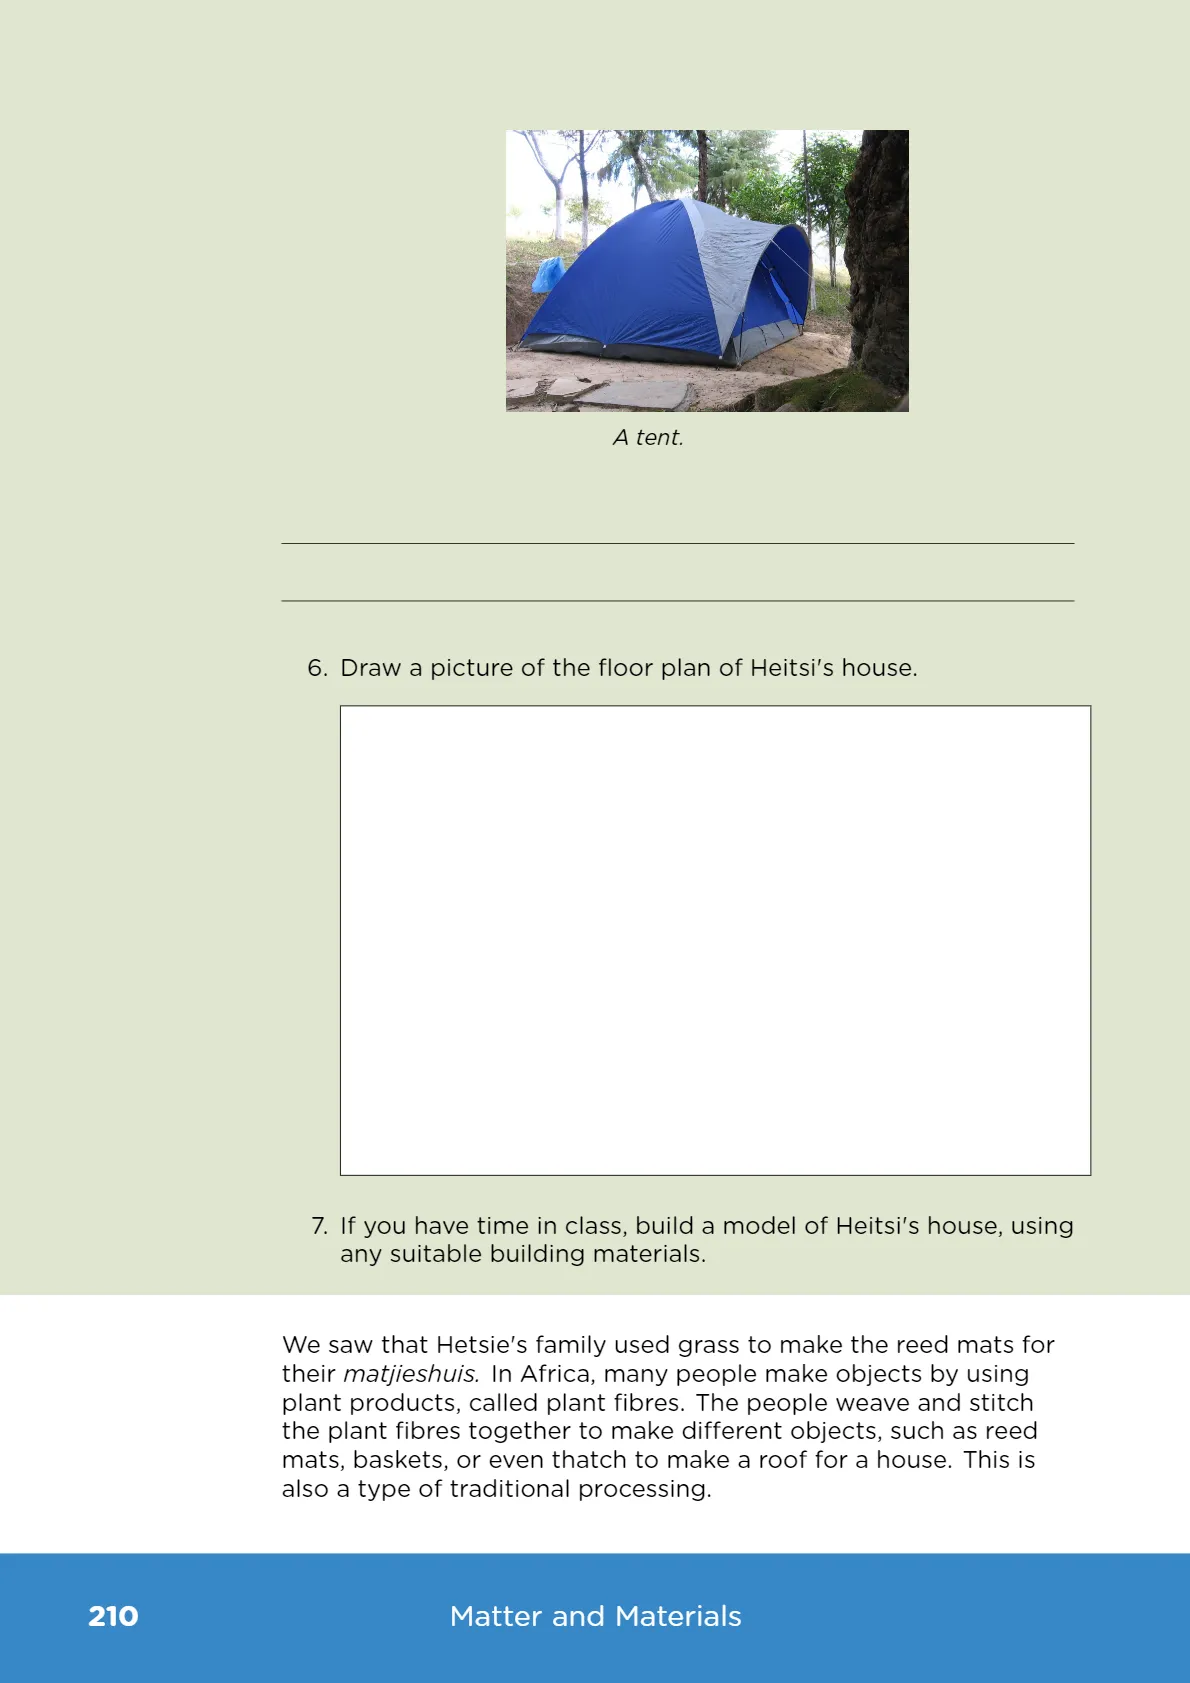 A tent.
6. Draw a picture of the floor plan of Heitsi's house.
7. If you have time in class, build a model of Heitsi's house, using
any suitable building materials.
We saw that Hetsie's family used grass to make the reed mats for
their matjieshuis. In Africa, many people make objects by using
plant products, called plant fibres. The people weave and stitch
the plant fibres together to make different objects, such as reed
mats, baskets, or even thatch to make a roof for a house. This is
also a type of traditional processing.
210 Matter and Materials